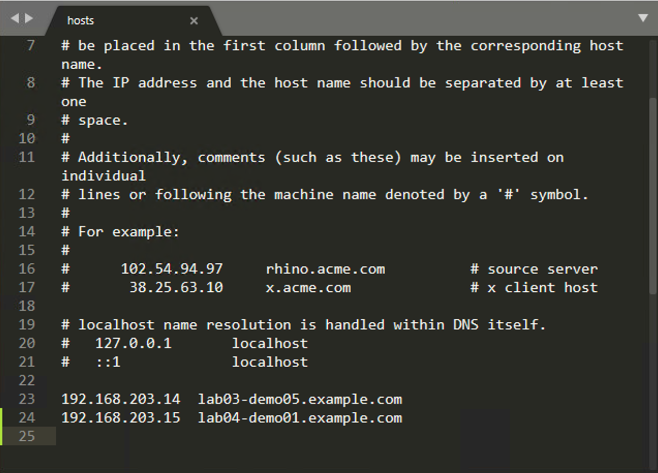 hosts
7 # be placed in the first column followed by the corresponding host
name.
8 # The IP address and the host name should be separated by at least
one
9 # space.
10 #
11 # Additionally, comments (such as these) may be inserted on
individual
12 # lines or following the machine name denoted by a '#' symbol.
13 #
14 # For example:
15 #
16 #      102.54.94.97     rhino.acme.com          # source server
17 #       38.25.63.10     x.acme.com              # x client host
18
19 # localhost name resolution is handled within DNS itself.
20 #   127.0.0.1       localhost
21 #   ::1             localhost
22
23 192.168.203.14  lab03-demo05.example.com
24 192.168.203.15  lab04-demo01.example.com
25